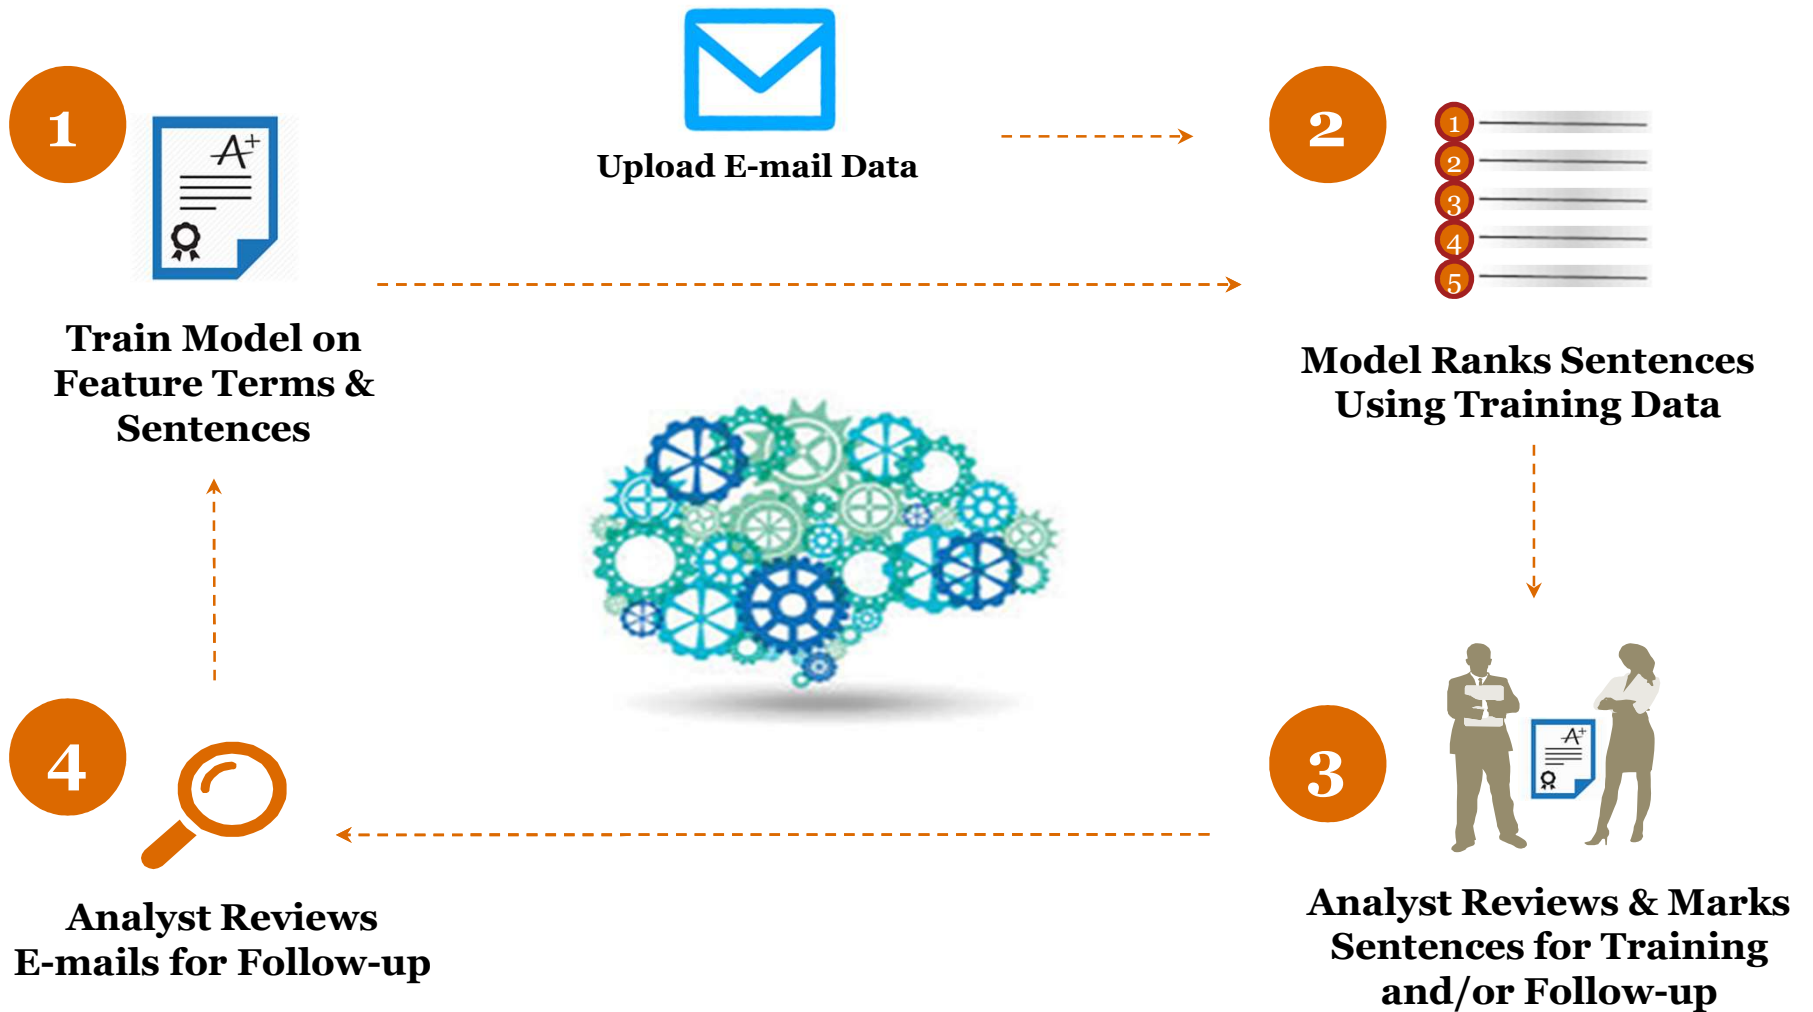 1
A+
Train Model on
Feature Terms &
Sentences
Upload E-mail Data
2
1
2
3
4
5
Model Ranks Sentences
Using Training Data
3
A+
Analyst Reviews & Marks
Sentences for Training
and/or Follow-up
4
Analyst Reviews
E-mails for Follow-up